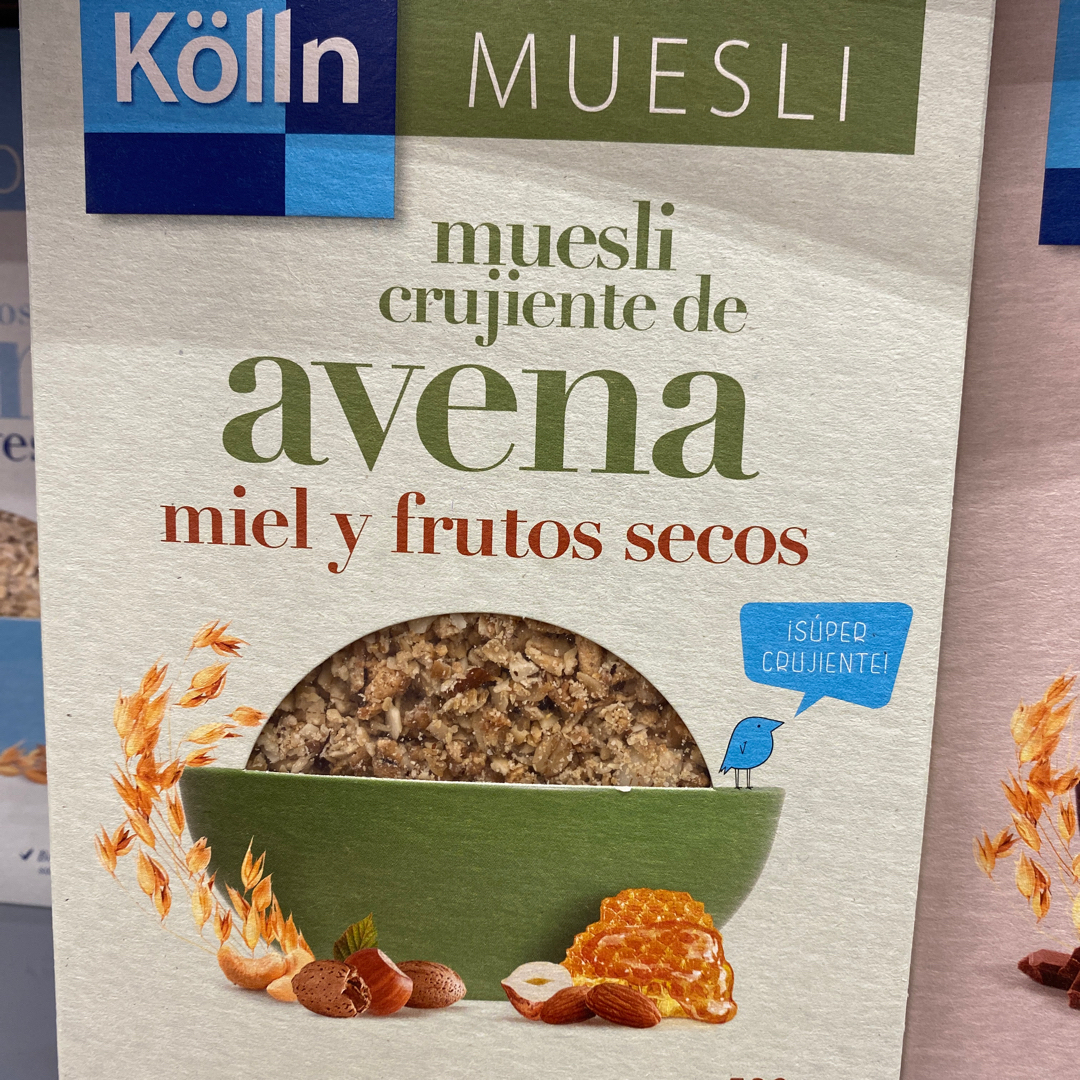 Kölln
MUESLI
muesli
crujiente de
avena
miel y frutos secos
¡SÚPER
CRUJIENTE!